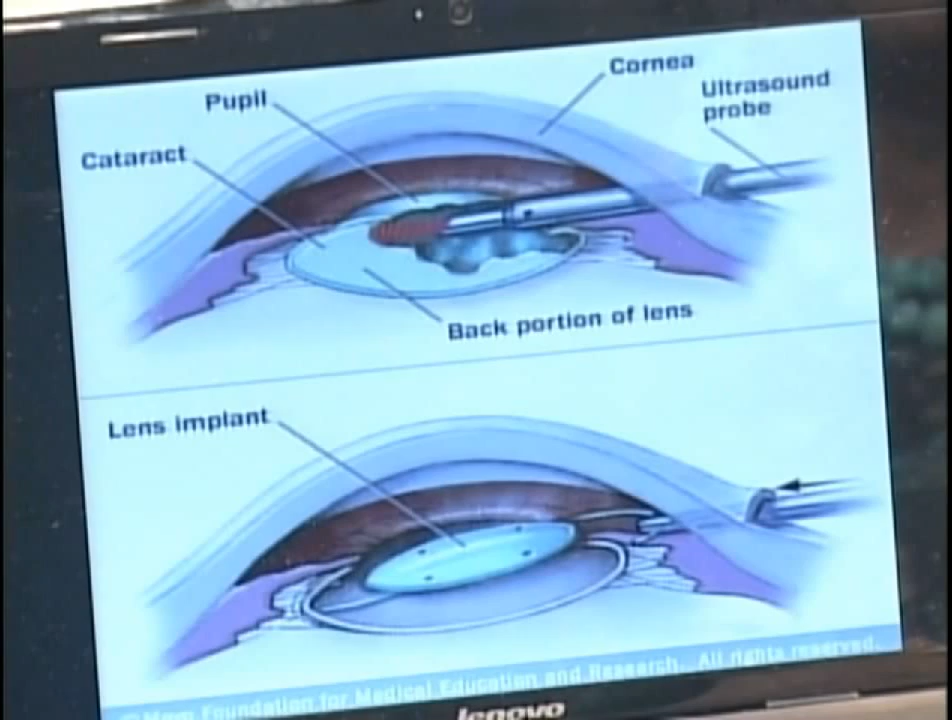 Pupil
Cornea
Ultrasound
probe
Cataract
Back portion of lens
Lens implant
Foundation for Medical Education and Research. All rights reserved.
lenovo